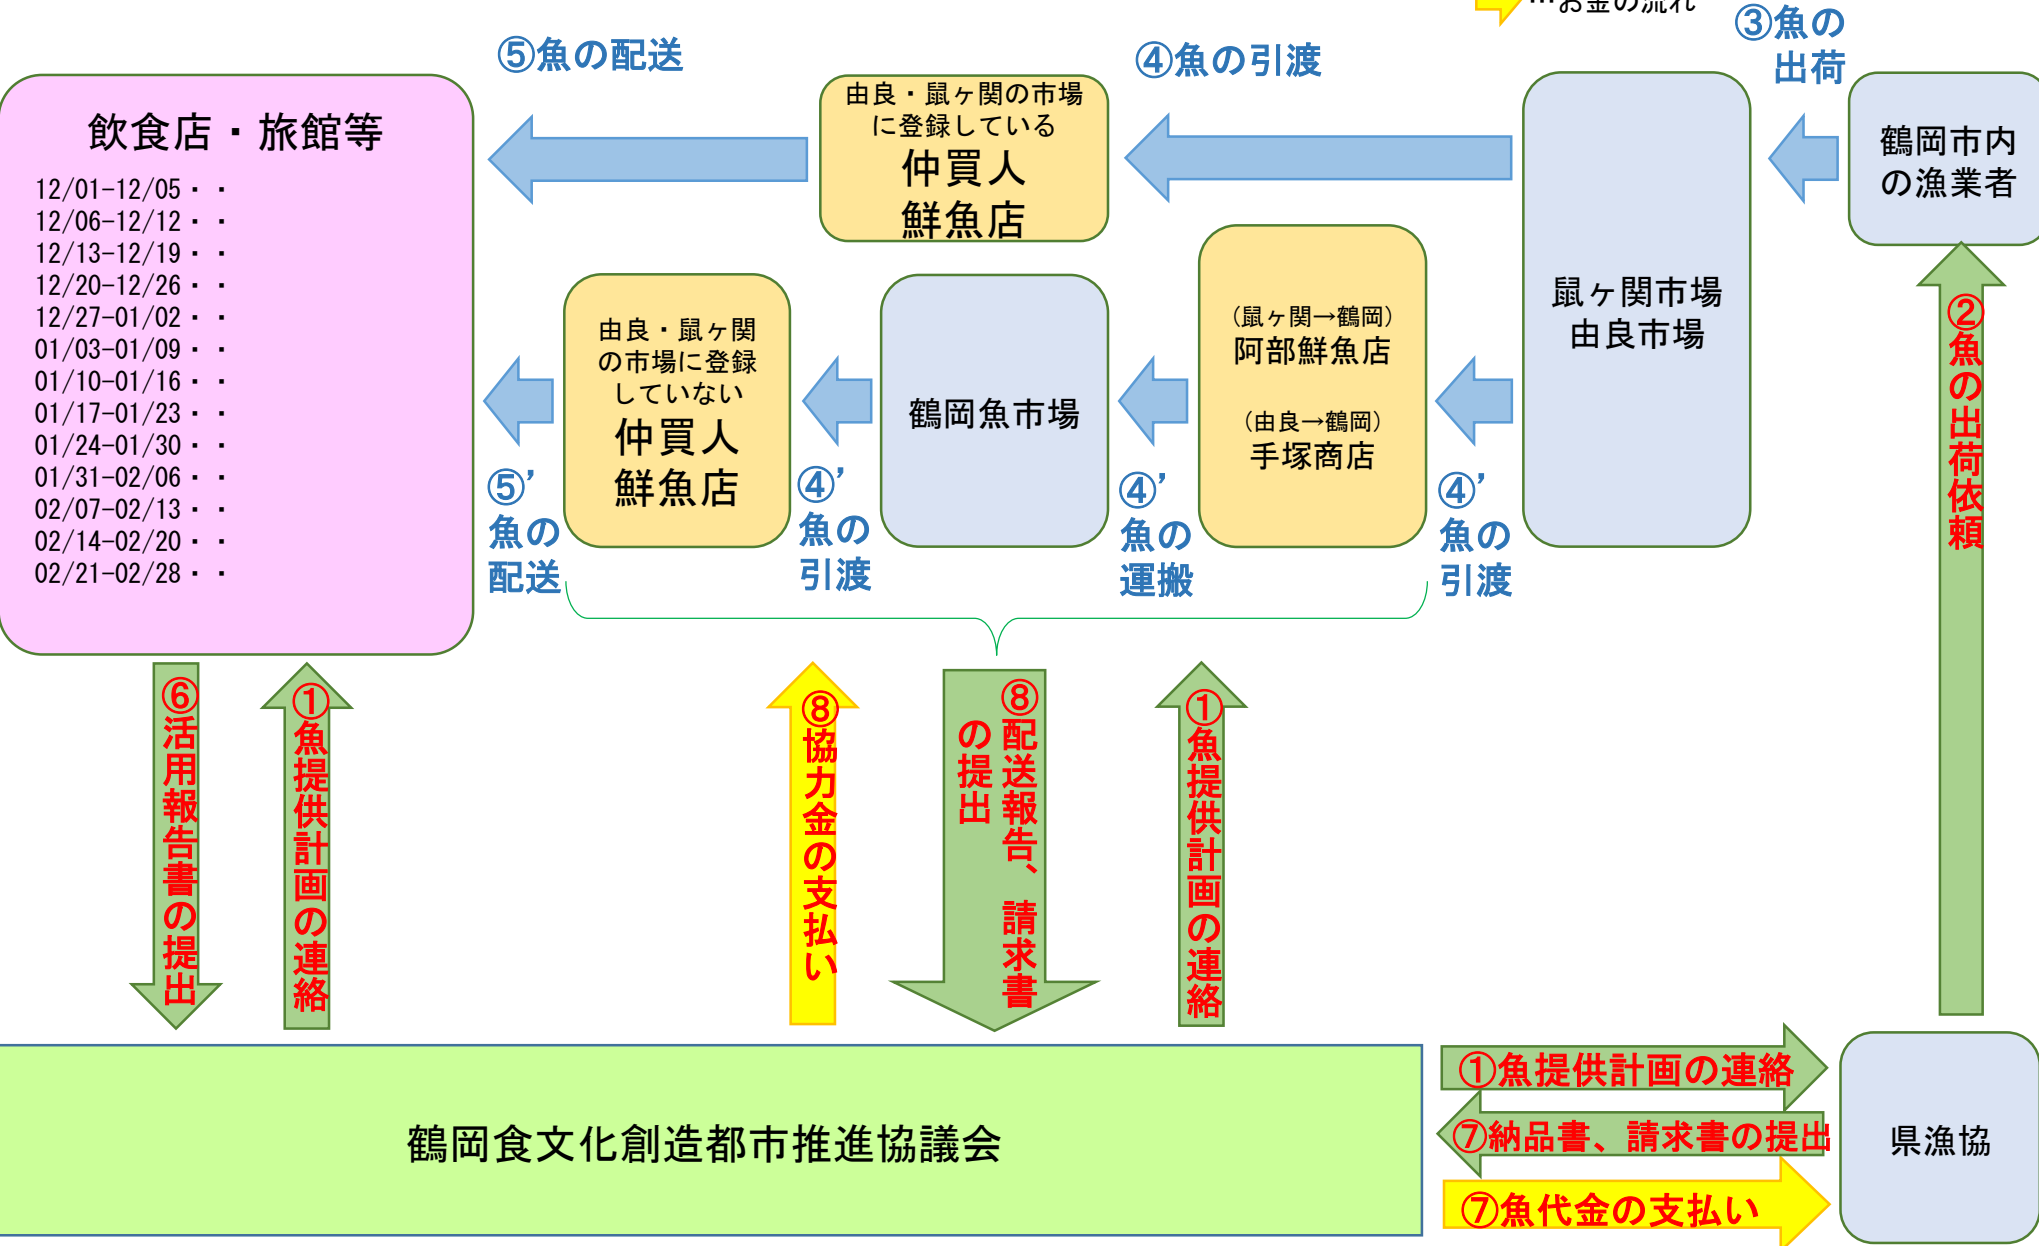 …お金の流れ
③魚の
出荷
⑤魚の配送
④魚の引渡
飲食店・旅館等
12/01-12/05・・
12/06-12/12・・
12/13-12/19・・
12/20-12/26・・
12/27-01/02・・
01/03-01/09・・
01/10-01/16・・
01/17-01/23・・
01/24-01/30・・
01/31-02/06・・
02/07-02/13・・
02/14-02/20・・
02/21-02/28・・
由良・鼠ヶ関の市場
に登録している
仲買人
鮮魚店
鼠ヶ関市場
由良市場
鶴岡市内
の漁業者
由良・鼠ヶ関
の市場に登録
していない
仲買人
鮮魚店
鶴岡魚市場
（鼠ヶ関→鶴岡）
阿部鮮魚店
（由良→鶴岡）
手塚商店
⑤’
魚の
配送
④’
魚の
引渡
④’
魚の
運搬
④’
魚の
引渡
②魚の出荷依頼
⑥活用報告書の提出
①魚提供計画の連絡
⑧協力金の支払い
⑧配送報告、請求書
の提出
①魚提供計画の連絡
鶴岡食文化創造都市推進協議会
①魚提供計画の連絡
⑦納品書、請求書の提出
⑦魚代金の支払い
県漁協